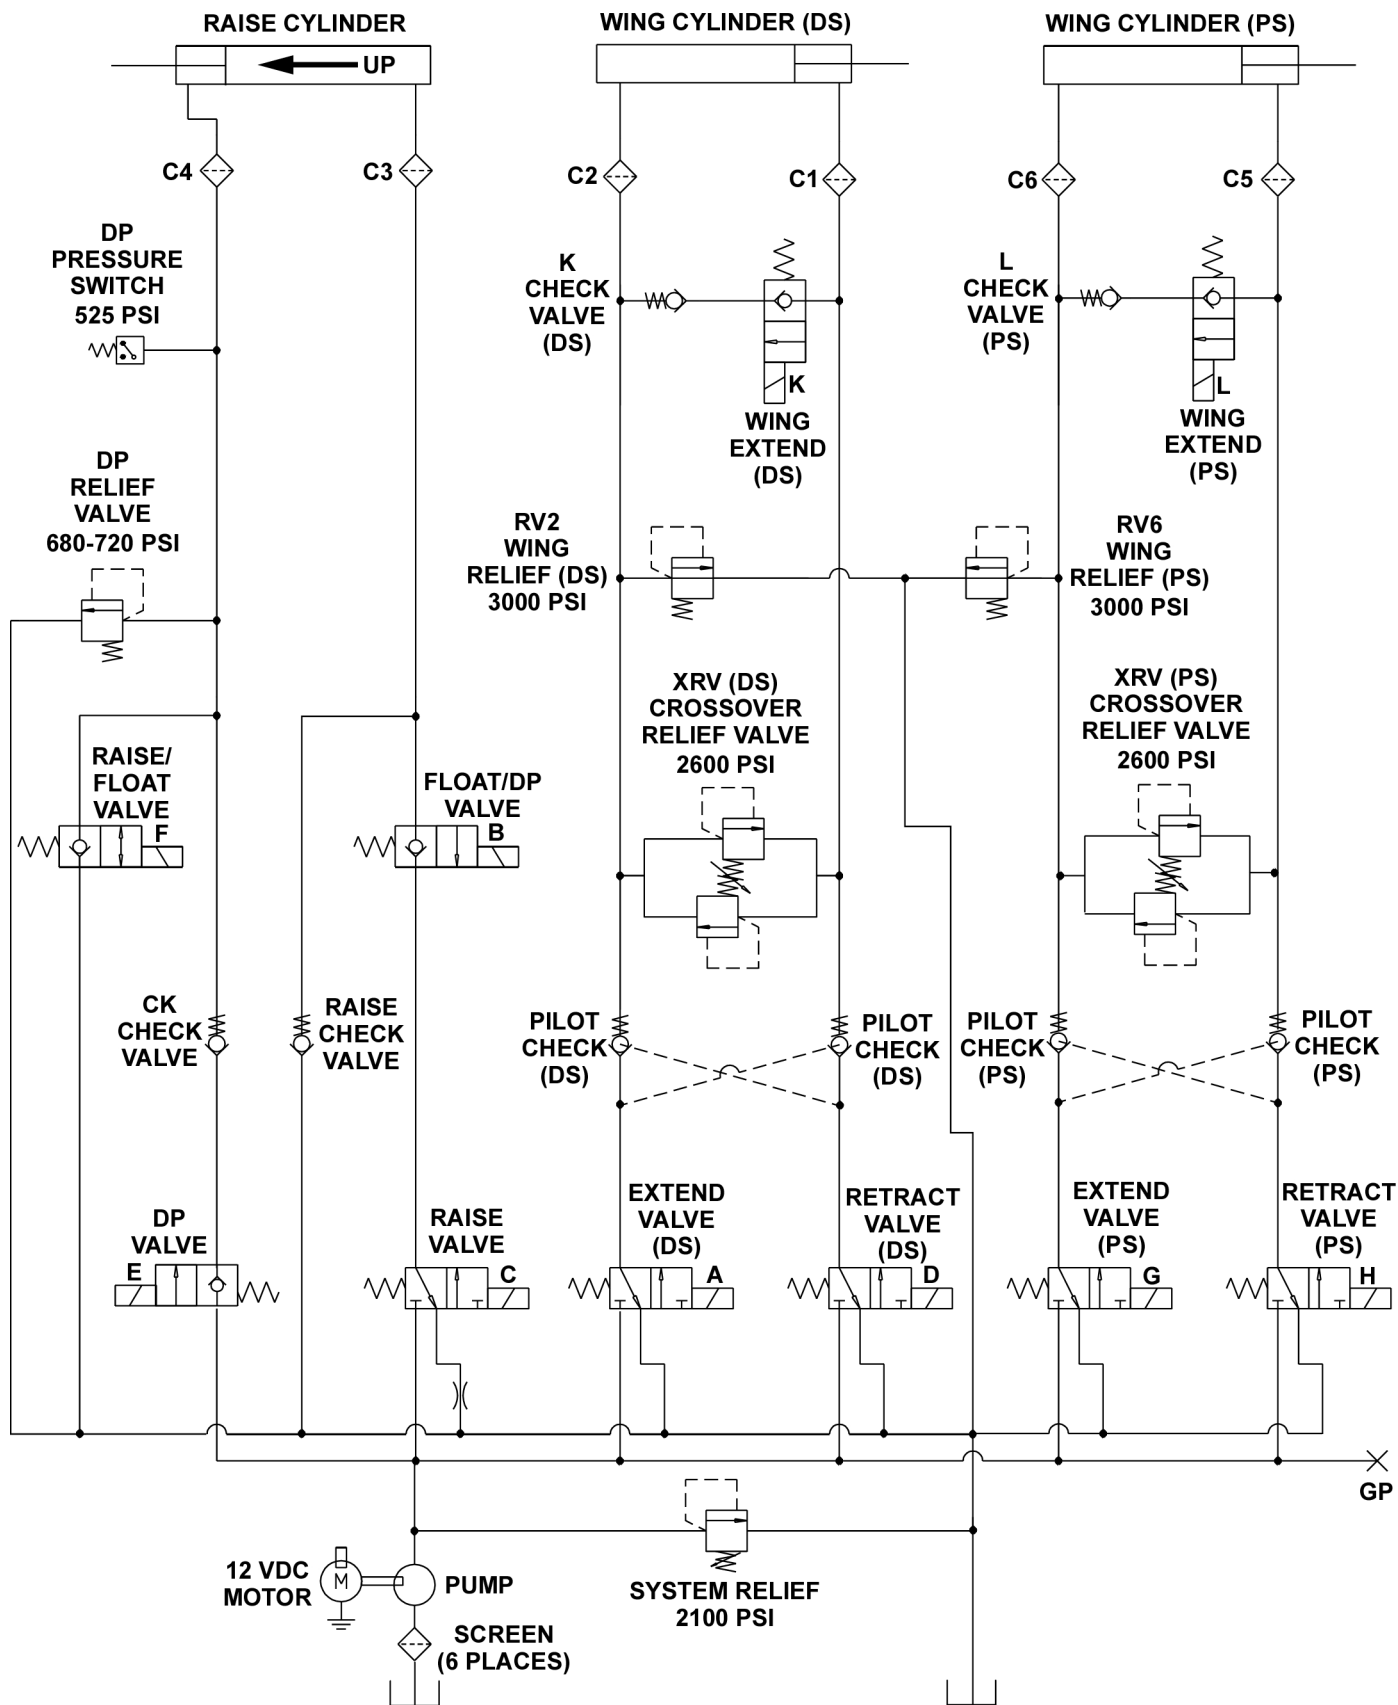 RAISE CYLINDER
WING CYLINDER (DS)
WING CYLINDER (PS)
UP
C4
C3
C2
C1
C6
C5
DP
PRESSURE
SWITCH
525 PSI
K
CHECK
VALVE
(DS)
K
WING
EXTEND
(DS)
L
CHECK
VALVE
(PS)
L
WING
EXTEND
(PS)
DP
RELIEF
VALVE
680-720 PSI
RV2
WING
RELIEF (DS)
3000 PSI
RV6
WING
RELIEF (PS)
3000 PSI
XRV (DS)
CROSSOVER
RELIEF VALVE
2600 PSI
XRV (PS)
CROSSOVER
RELIEF VALVE
2600 PSI
RAISE/
FLOAT
VALVE
F
FLOAT/DP
VALVE
B
CK
CHECK
VALVE
RAISE
CHECK
VALVE
PILOT
CHECK
(DS)
PILOT
CHECK
(DS)
PILOT
CHECK
(PS)
PILOT
CHECK
(PS)
DP
VALVE
E
RAISE
VALVE
C
EXTEND
VALVE
(DS)
A
RETRACT
VALVE
(DS)
D
EXTEND
VALVE
(PS)
G
RETRACT
VALVE
(PS)
H
GP
12 VDC
MOTOR
M
PUMP
SYSTEM RELIEF
2100 PSI
SCREEN
(6 PLACES)